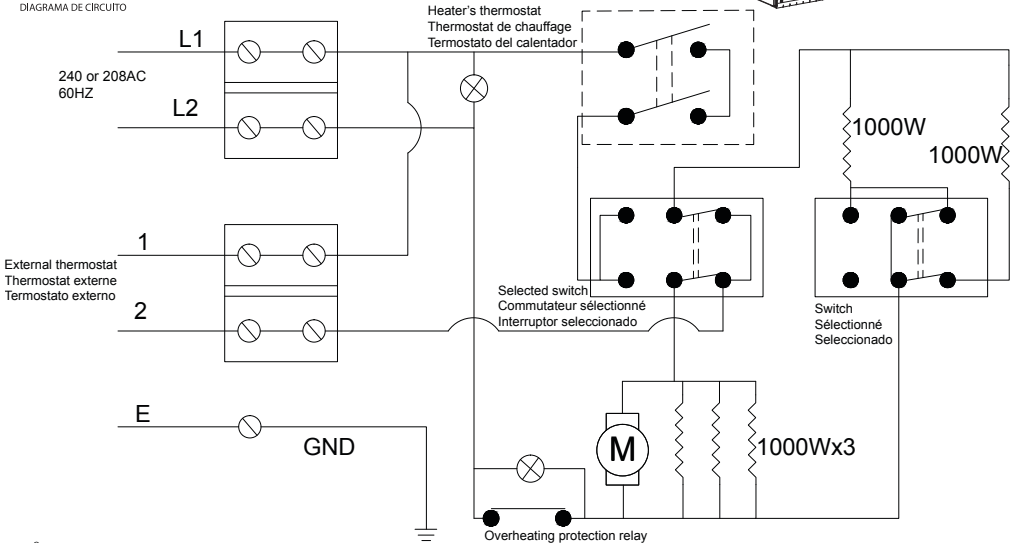 DIAGRAMA DE CÍRCUITO
Heater's thermostat
Thermostat de chauffage
Termostato del calentador
L1
240 or 208AC
60HZ
L2
1000W
1000W
1
External thermostat
Thermostat externe
Termostato externo
2
Selected switch
Commutateur sélectionné
Interruptor seleccionado
Switch
Sélectionné
Seleccionado
E
GND
M
1000Wx3
Overheating protection relay